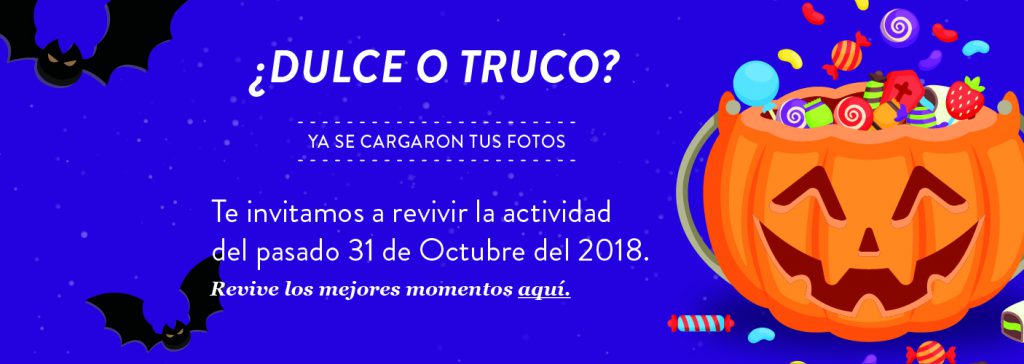 ¿DULCE O TRUCO?
YA SE CARGARON TUS FOTOS
Te invitamos a revivir la actividad
del pasado 31 de Octubre del 2018.
Revive los mejores momentos aquí.